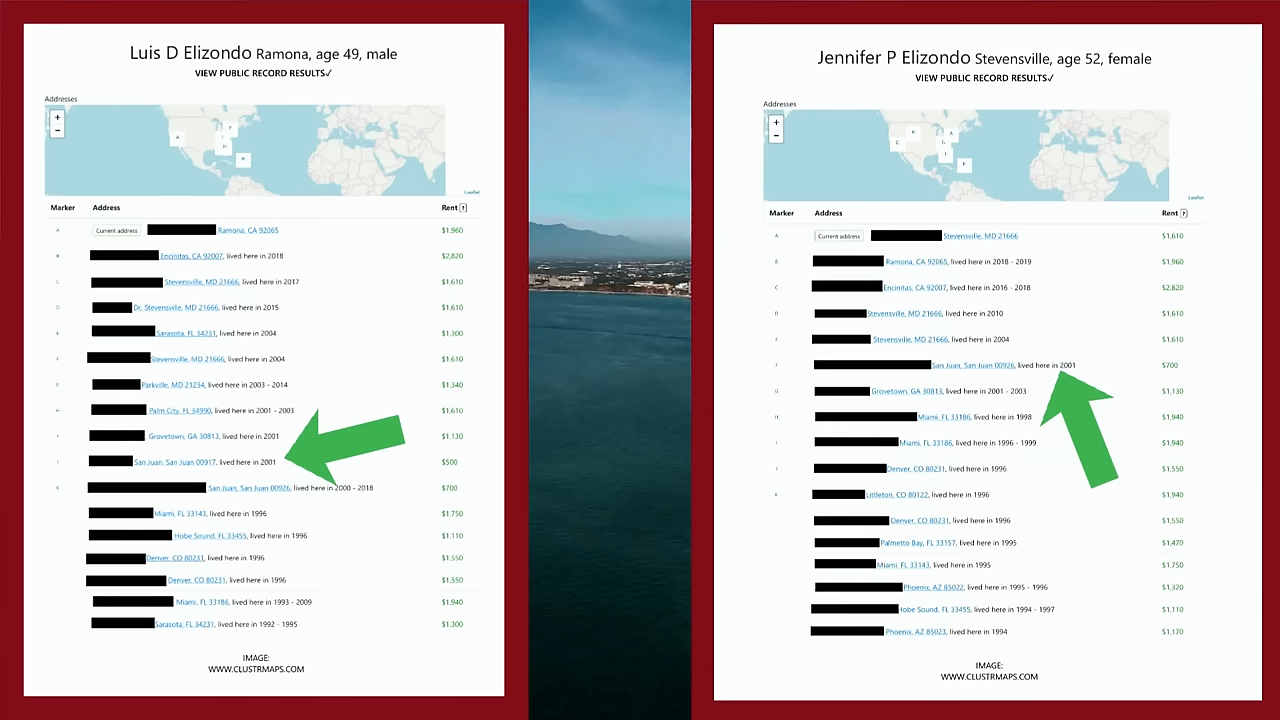 Luis D Elizondo Ramona, age 49, male
VIEW PUBLIC RECORD RESULTS✓
Addresses
+
−
A
F
I
H
K
Leaflet
Marker Address Rent ?
A Current address Ramona, CA 92065 $1,960
B Encinitas, CA 92007, lived here in 2018 $2,820
C Stevensville, MD 21666, lived here in 2017 $1,610
D Dr, Stevensville, MD 21666, lived here in 2015 $1,610
E Sarasota, FL 34231, lived here in 2004 $1,300
F Stevensville, MD 21666, lived here in 2004 $1,610
G Parkville, MD 21234, lived here in 2003 - 2014 $1,340
H Palm City, FL 34990, lived here in 2001 - 2003 $1,610
I Grovetown, GA 30813, lived here in 2001 $1,130
J San Juan, San Juan 00917, lived here in 2001 $500
K San Juan, San Juan 00926, lived here in 2000 - 2018 $700
Miami, FL 33143, lived here in 1996 $1,750
Hobe Sound, FL 33455, lived here in 1996 $1,110
Denver, CO 80231, lived here in 1996 $1,550
Denver, CO 80231, lived here in 1996 $1,550
Miami, FL 33186, lived here in 1993 - 2009 $1,940
Sarasota, FL 34231, lived here in 1992 - 1995 $1,300
IMAGE:
WWW.CLUSTRMAPS.COM
Jennifer P Elizondo Stevensville, age 52, female
VIEW PUBLIC RECORD RESULTS✓
Addresses
+
−
K
A
C
G
I
F
Leaflet
Marker Address Rent ?
A Current address Stevensville, MD 21666 $1,610
B Ramona, CA 92065, lived here in 2018 - 2019 $1,960
C Encinitas, CA 92007, lived here in 2016 - 2018 $2,820
D Stevensville, MD 21666, lived here in 2010 $1,610
E Stevensville, MD 21666, lived here in 2004 $1,610
F San Juan, San Juan 00926, lived here in 2001 $700
G Grovetown, GA 30813, lived here in 2001 - 2003 $1,130
H Miami, FL 33186, lived here in 1998 $1,940
I Miami, FL 33186, lived here in 1996 - 1999 $1,940
J Denver, CO 80231, lived here in 1996 $1,550
K Littleton, CO 80122, lived here in 1996 $1,940
Denver, CO 80231, lived here in 1996 $1,550
Palmetto Bay, FL 33157, lived here in 1995 $1,470
Miami, FL 33143, lived here in 1995 $1,750
Phoenix, AZ 85022, lived here in 1995 - 1996 $1,320
Hobe Sound, FL 33455, lived here in 1994 - 1997 $1,110
Phoenix, AZ 85023, lived here in 1994 $1,170
IMAGE:
WWW.CLUSTRMAPS.COM